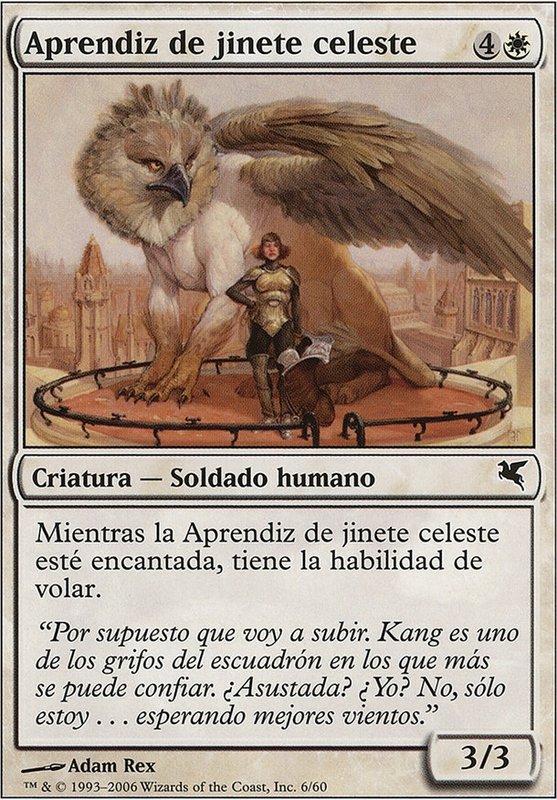 Aprendiz de jinete celeste 4
Criatura — Soldado humano
Mientras la Aprendiz de jinete celeste
esté encantada, tiene la habilidad de
volar.
“Por supuesto que voy a subir. Kang es uno
de los grifos del escuadrón en los que más
se puede confiar. ¿Asustada? ¿Yo? No, sólo
estoy . . . esperando mejores vientos.”
3/3
Adam Rex
™ & © 1993–2006 Wizards of the Coast, Inc. 6/60